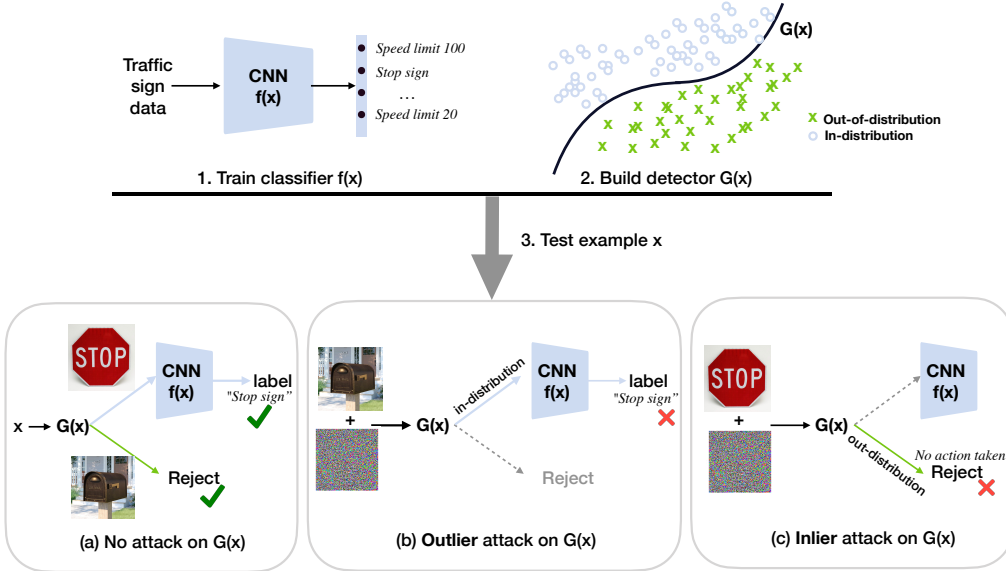 Traffic
sign
data
CNN
f(x)
Speed limit 100
Stop sign
...
Speed limit 20
1. Train classifier f(x)
G(x)
x Out-of-distribution
In-distribution
2. Build detector G(x)
3. Test example x
STOP
CNN
f(x)
label
"Stop sign"
x
G(x)
Reject
(a) No attack on G(x)
+
G(x)
in-distribution
CNN
f(x)
label
"Stop sign"
Reject
(b) Outlier attack on G(x)
STOP
+
G(x)
CNN
f(x)
out-distribution
No action taken
Reject
(c) Inlier attack on G(x)